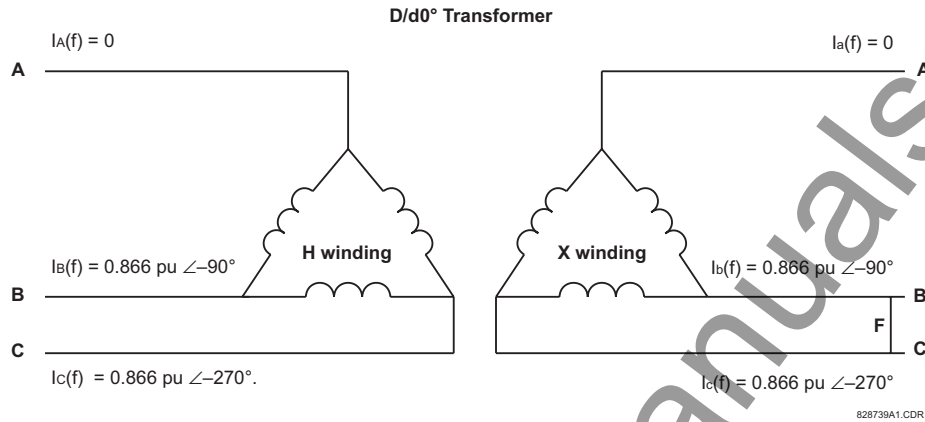 D/d0° Transformer
IA(f) = 0
Ia(f) = 0
A
A
H winding
X winding
IB(f) = 0.866 pu ∠–90°
Ib(f) = 0.866 pu ∠–90°
B
B
F
C
C
IC(f) = 0.866 pu ∠–270°.
Ic(f) = 0.866 pu ∠–270°
828739A1.CDR
anuals